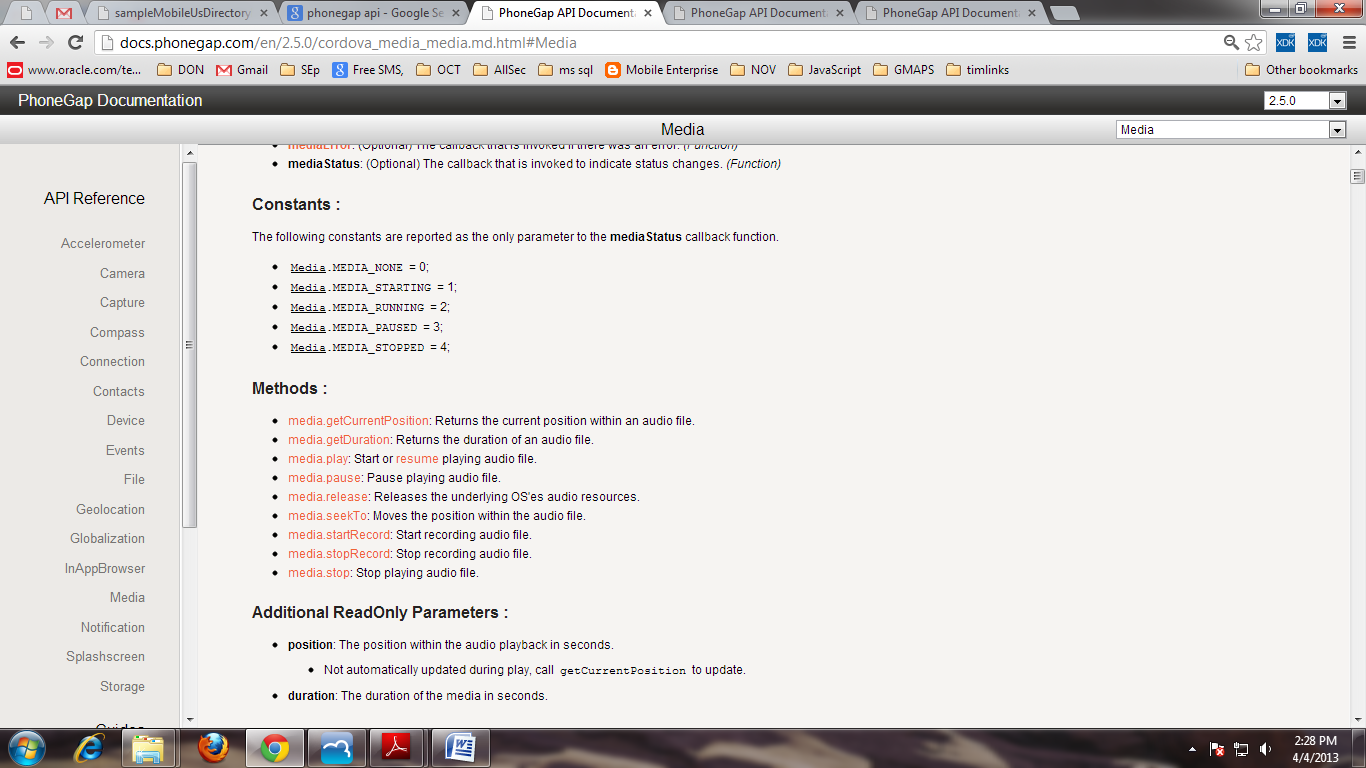 sampleMobileUsDirectory
phonegap api - Google Se
PhoneGap API Documenta
PhoneGap API Documenta
PhoneGap API Documenta
docs.phonegap.com/en/2.5.0/cordova_media_media.md.html#Media
XDK
XDK
www.oracle.com/te...
DON
Gmail
SEp
Free SMS,
OCT
AllSec
ms sql
Mobile Enterprise
NOV
JavaScript
GMAPS
timlinks
Other bookmarks
PhoneGap Documentation
2.5.0
Media
Media
API Reference
Accelerometer
Camera
Capture
Compass
Connection
Contacts
Device
Events
File
Geolocation
Globalization
InAppBrowser
Media
Notification
Splashscreen
Storage
Guides
mediaError: (Optional) The callback that is invoked if there was an error. (Function)
mediaStatus: (Optional) The callback that is invoked to indicate status changes. (Function)
Constants :
The following constants are reported as the only parameter to the mediaStatus callback function.
Media.MEDIA_NONE = 0;
Media.MEDIA_STARTING = 1;
Media.MEDIA_RUNNING = 2;
Media.MEDIA_PAUSED = 3;
Media.MEDIA_STOPPED = 4;
Methods :
media.getCurrentPosition: Returns the current position within an audio file.
media.getDuration: Returns the duration of an audio file.
media.play: Start or resume playing audio file.
media.pause: Pause playing audio file.
media.release: Releases the underlying OS'es audio resources.
media.seekTo: Moves the position within the audio file.
media.startRecord: Start recording audio file.
media.stopRecord: Stop recording audio file.
media.stop: Stop playing audio file.
Additional ReadOnly Parameters :
position: The position within the audio playback in seconds.
Not automatically updated during play, call getCurrentPosition to update.
duration: The duration of the media in seconds.
2:28 PM
4/4/2013